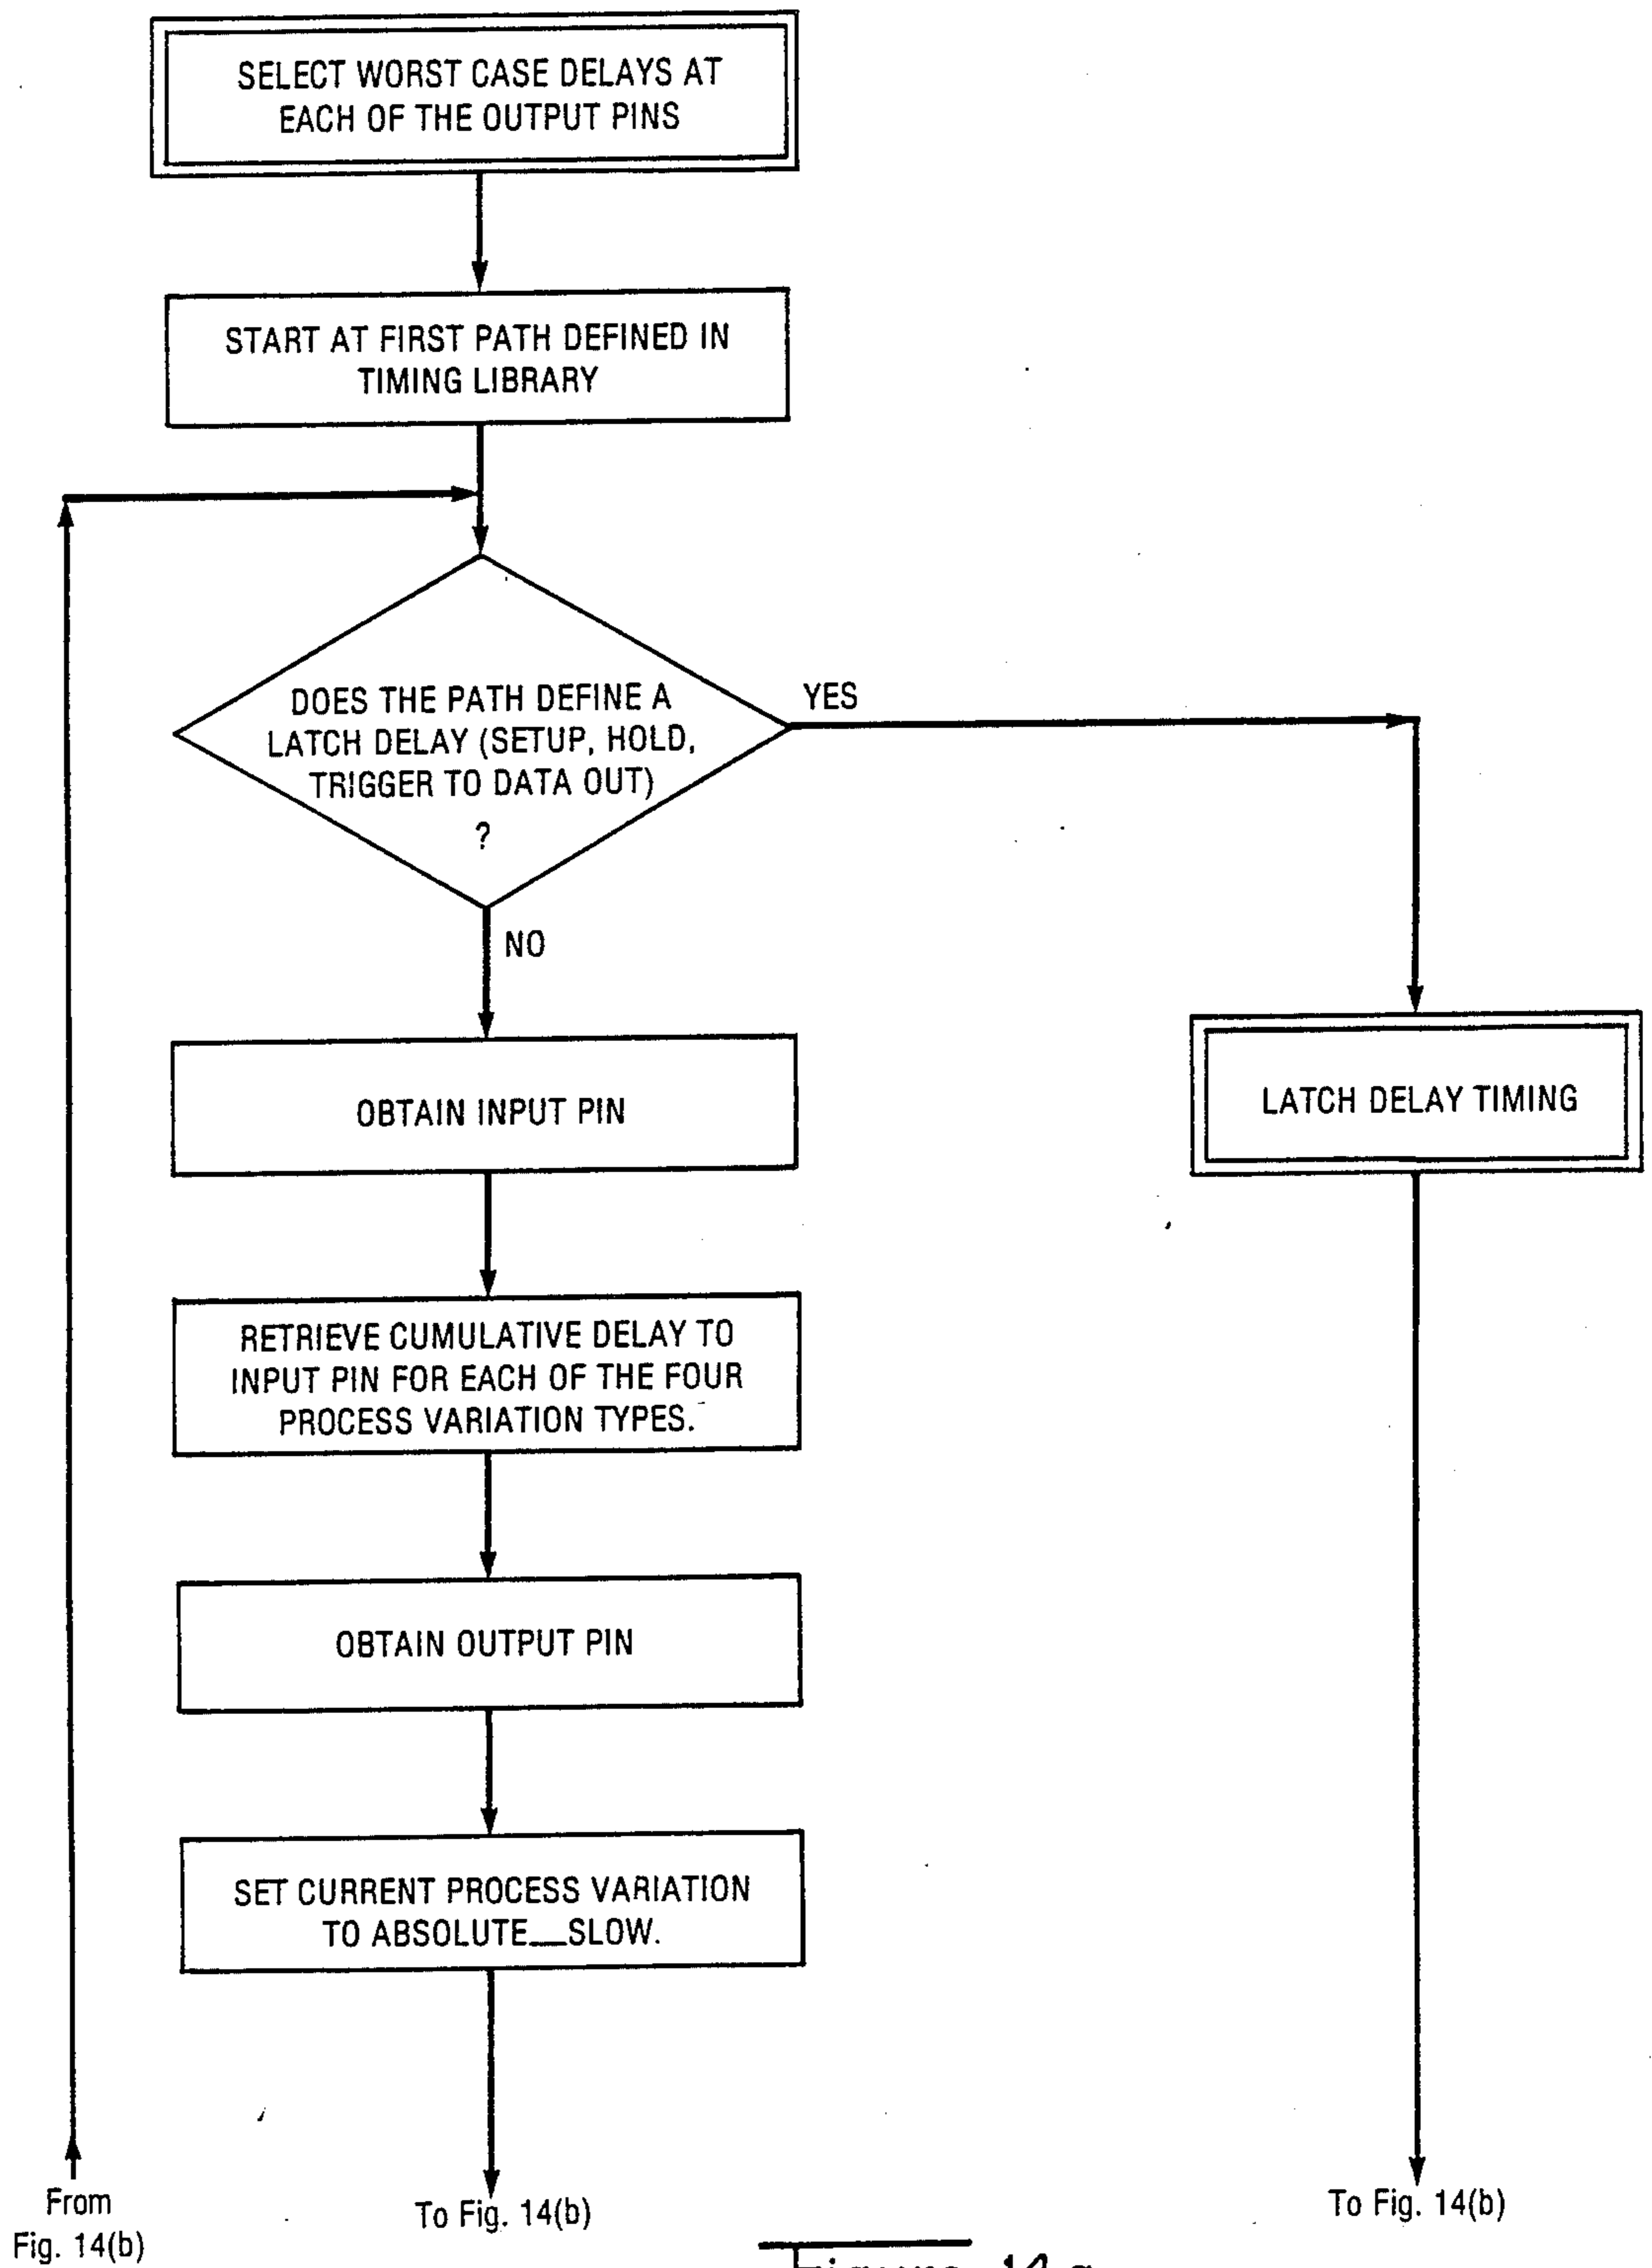 SELECT WORST CASE DELAYS AT
EACH OF THE OUTPUT PINS
START AT FIRST PATH DEFINED IN
TIMING LIBRARY
DOES THE PATH DEFINE A
LATCH DELAY (SETUP, HOLD,
TRIGGER TO DATA OUT)
?
YES
NO
OBTAIN INPUT PIN
LATCH DELAY TIMING
RETRIEVE CUMULATIVE DELAY TO
INPUT PIN FOR EACH OF THE FOUR
PROCESS VARIATION TYPES.
OBTAIN OUTPUT PIN
SET CURRENT PROCESS VARIATION
TO ABSOLUTE__SLOW.
From
Fig. 14(b)
To Fig. 14(b)
To Fig. 14(b)
Figure 14a